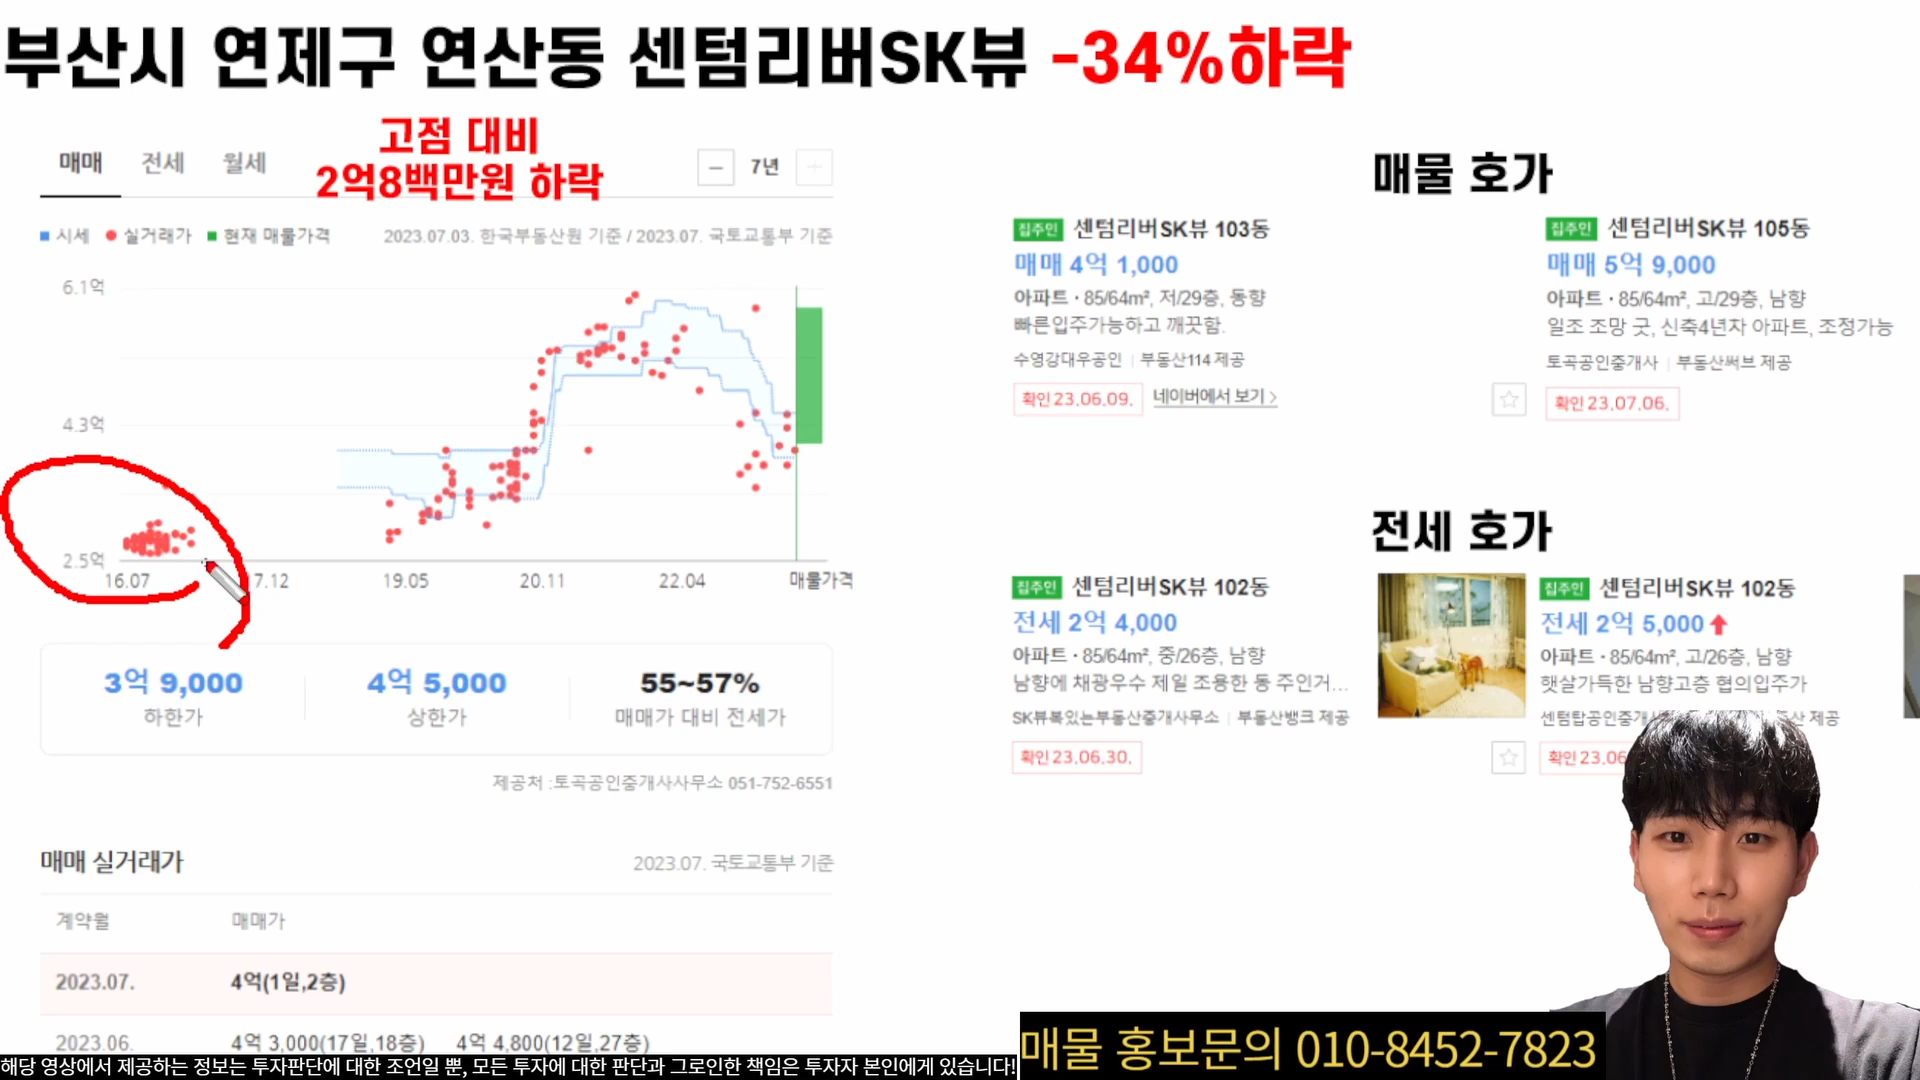 부산시 연제구 연산동 센텀리버SK뷰 -34%하락
고점 대비
2억8백만원 하락
매매 전세 월세
7년
시세 실거래가 현재 매물가격
2023.07.03. 한국부동산원 기준 / 2023.07. 국토교통부 기준
6.1억
4.3억
2.5억
16.07 7.12 19.05 20.11 22.04 매물가격
3억 9,000 4억 5,000 55~57%
하한가 상한가 매매가 대비 전세가
제공처 :토곡공인중개사사무소 051-752-6551
매매 실거래가 2023.07. 국토교통부 기준
계약월 매매가
2023.07. 4억(1일,2층)
2023.06. 4억 3,000(17일,18층) 4억 4,800(12일,27층)
매물 호가
집주인 센텀리버SK뷰 103동
매매 4억 1,000
아파트 · 85/64m², 저/29층, 동향
빠른입주가능하고 깨끗함.
수영강대우공인 | 부동산114 제공
확인 23.06.09. 네이버에서 보기 >
집주인 센텀리버SK뷰 105동
매매 5억 9,000
아파트 · 85/64m², 고/29층, 남향
일조 조망 굿, 신축4년차 아파트, 조정가능
토곡공인중개사 | 부동산써브 제공
확인 23.07.06.
전세 호가
집주인 센텀리버SK뷰 102동
전세 2억 4,000
아파트 · 85/64m², 중/26층, 남향
남향에 채광우수 제일 조용한 동 주인거...
SK뷰복있는부동산중개사무소 | 부동산뱅크 제공
확인 23.06.30.
집주인 센텀리버SK뷰 102동
전세 2억 5,000
아파트 · 85/64m², 고/26층, 남향
햇살가득한 남향고층 협의입주가
센텀탑공인중개 제공
확인 23.06
매물 홍보문의 010-8452-7823
해당 영상에서 제공하는 정보는 투자판단에 대한 조언일 뿐, 모든 투자에 대한 판단과 그로인한 책임은 투자자 본인에게 있습니다!